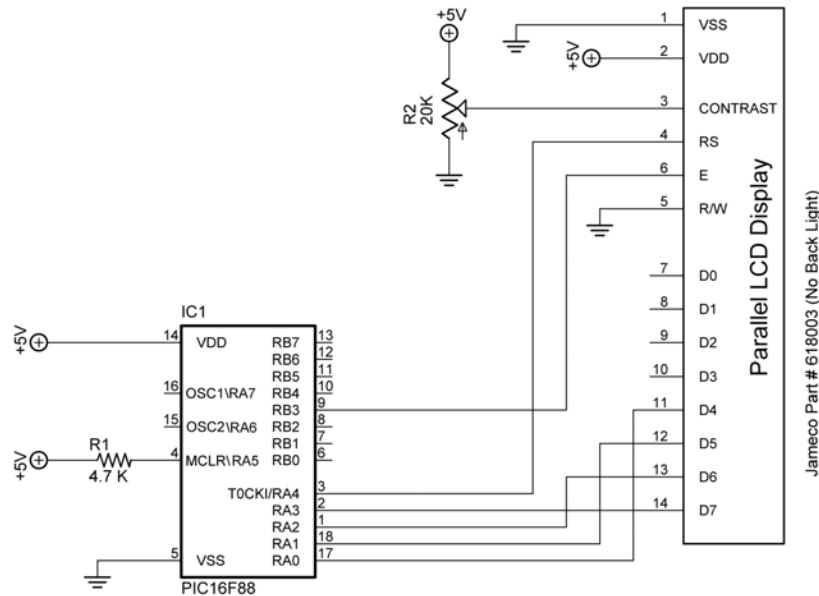 +5V
R2
20K
+5V
1 VSS
2 VDD
3 CONTRAST
4 RS
6 E
5 R/W
7 D0
8 D1
9 D2
10 D3
11 D4
12 D5
13 D6
14 D7
Parallel LCD Display
Jameco Part # 618003 (No Back Light)
IC1
+5V
14 VDD
16 OSC1\RA7
15 OSC2\RA6
+5V
R1
4.7 K
4 MCLR\RA5
5 VSS
RB7 13
RB6 12
RB5 11
RB4 10
RB3 9
RB2 8
RB1 7
RB0 6
T0CKI/RA4 3
RA3 2
RA2 1
RA1 18
RA0 17
PIC16F88